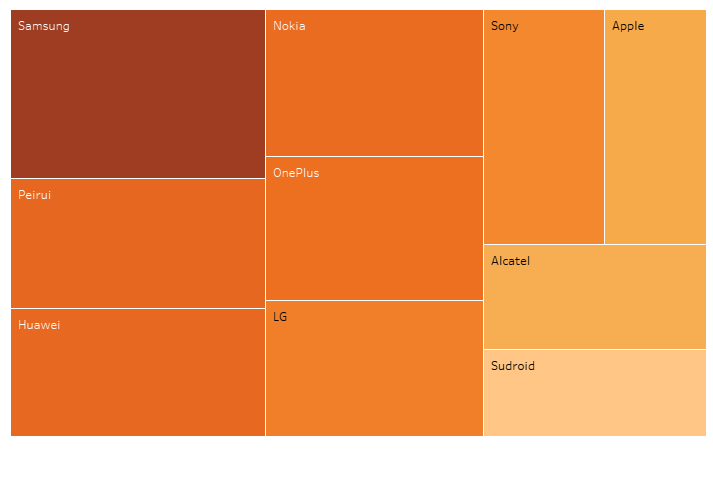 Samsung
Nokia
Sony
Apple
OnePlus
Peirui
Alcatel
LG
Huawei
Sudroid